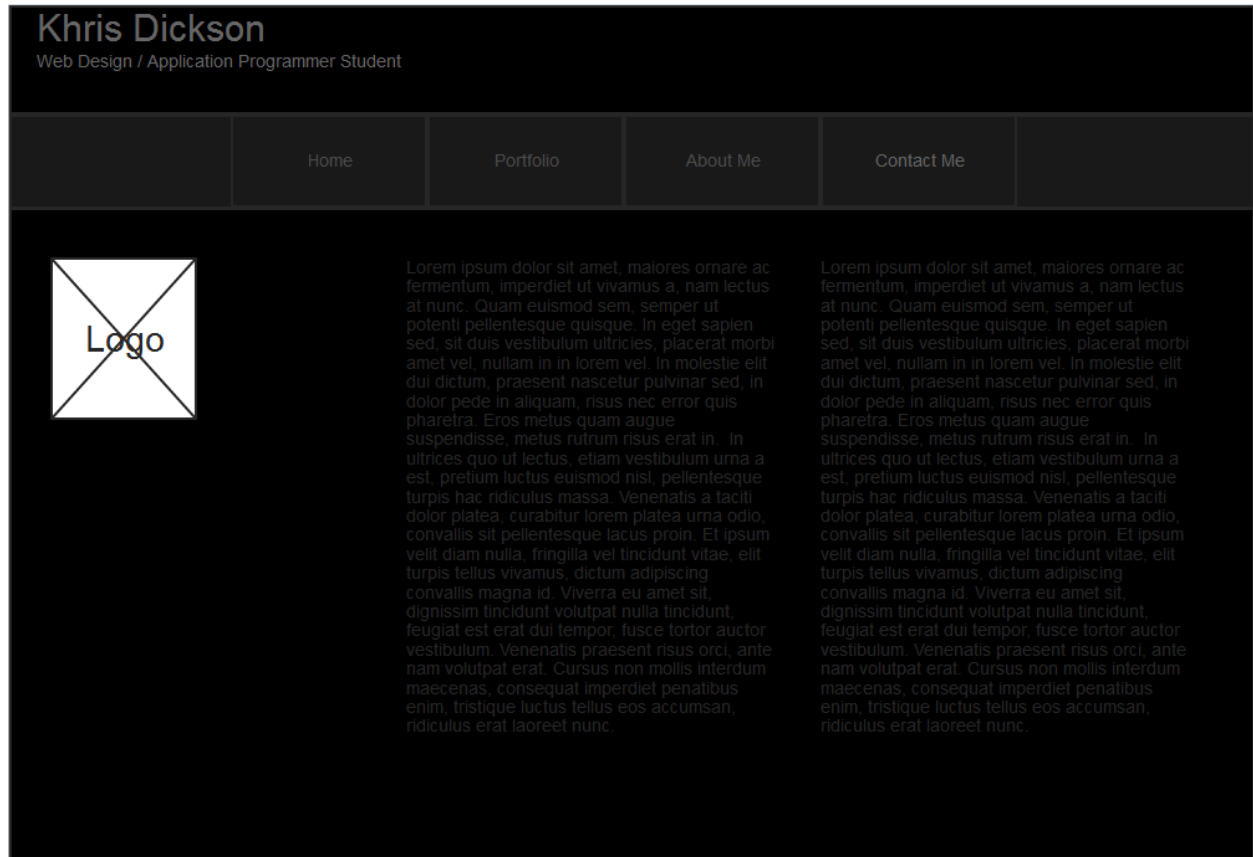 Khris Dickson
Web Design / Application Programmer Student
Home
Portfolio
About Me
Contact Me
Logo
Lorem ipsum dolor sit amet, maiores ornare ac
fermentum, imperdiet ut vivamus a, nam lectus
at nunc. Quam euismod sem, semper ut
potenti pellentesque quisque. In eget sapien
sed, sit duis vestibulum ultricies, placerat morbi
amet vel, nullam in in lorem vel. In molestie elit
dui dictum, praesent nascetur pulvinar sed, in
dolor pede in aliquam, risus nec error quis
pharetra. Eros metus quam augue
suspendisse, metus rutrum risus erat in.  In
ultrices quo ut lectus, etiam vestibulum urna a
est, pretium luctus euismod nisl, pellentesque
turpis hac ridiculus massa. Venenatis a taciti
dolor platea, curabitur lorem platea urna odio,
convallis sit pellentesque lacus proin. Et ipsum
velit diam nulla, fringilla vel tincidunt vitae, elit
turpis tellus vivamus, dictum adipiscing
convallis magna id. Viverra eu amet sit,
dignissim tincidunt volutpat nulla tincidunt,
feugiat est erat dui tempor, fusce tortor auctor
vestibulum. Venenatis praesent risus orci, ante
nam volutpat erat. Cursus non mollis interdum
maecenas, consequat imperdiet penatibus
enim, tristique luctus tellus eos accumsan,
ridiculus erat laoreet nunc.
Lorem ipsum dolor sit amet, maiores ornare ac
fermentum, imperdiet ut vivamus a, nam lectus
at nunc. Quam euismod sem, semper ut
potenti pellentesque quisque. In eget sapien
sed, sit duis vestibulum ultricies, placerat morbi
amet vel, nullam in in lorem vel. In molestie elit
dui dictum, praesent nascetur pulvinar sed, in
dolor pede in aliquam, risus nec error quis
pharetra. Eros metus quam augue
suspendisse, metus rutrum risus erat in.  In
ultrices quo ut lectus, etiam vestibulum urna a
est, pretium luctus euismod nisl, pellentesque
turpis hac ridiculus massa. Venenatis a taciti
dolor platea, curabitur lorem platea urna odio,
convallis sit pellentesque lacus proin. Et ipsum
velit diam nulla, fringilla vel tincidunt vitae, elit
turpis tellus vivamus, dictum adipiscing
convallis magna id. Viverra eu amet sit,
dignissim tincidunt volutpat nulla tincidunt,
feugiat est erat dui tempor, fusce tortor auctor
vestibulum. Venenatis praesent risus orci, ante
nam volutpat erat. Cursus non mollis interdum
maecenas, consequat imperdiet penatibus
enim, tristique luctus tellus eos accumsan,
ridiculus erat laoreet nunc.